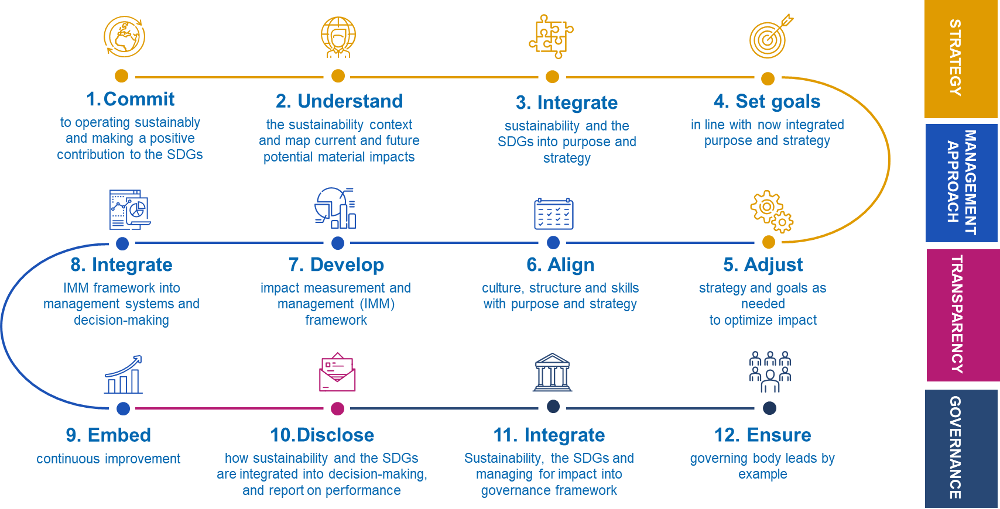 1. Commit
to operating sustainably
and making a positive
contribution to the SDGs
2. Understand
the sustainability context
and map current and future
potential material impacts
3. Integrate
sustainability and the
SDGs into purpose and
strategy
4. Set goals
in line with now integrated
purpose and strategy
5. Adjust
strategy and goals as
needed
to optimize impact
6. Align
culture, structure and skills
with purpose and strategy
7. Develop
impact measurement and
management (IMM)
framework
8. Integrate
IMM framework into
management systems and
decision-making
9. Embed
continuous improvement
10. Disclose
how sustainability and the SDGs
are integrated into decision-making,
and report on performance
11. Integrate
Sustainability, the SDGs and
managing for impact into
governance framework
12. Ensure
governing body leads by
example
STRATEGY
MANAGEMENT
APPROACH
TRANSPARENCY
GOVERNANCE